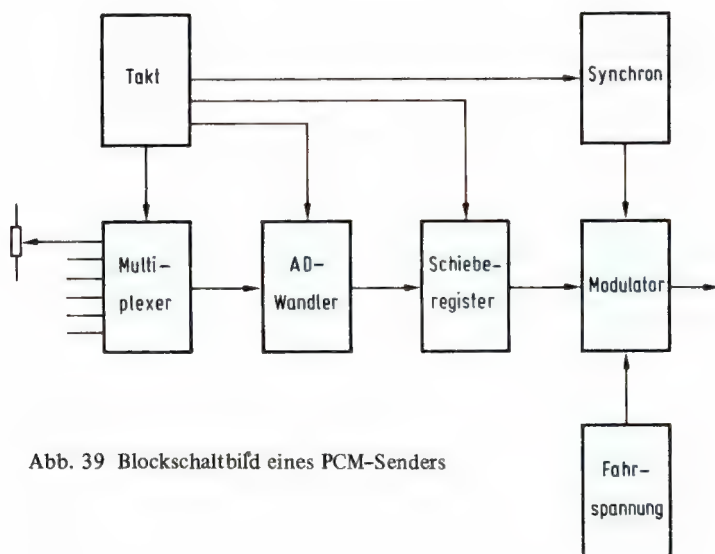 Takt
Synchron
Multi-
plexer
AD-
Wandler
Schiebe-
register
Modulator
Abb. 39 Blockschaltbild eines PCM-Senders
Fahr-
spannung